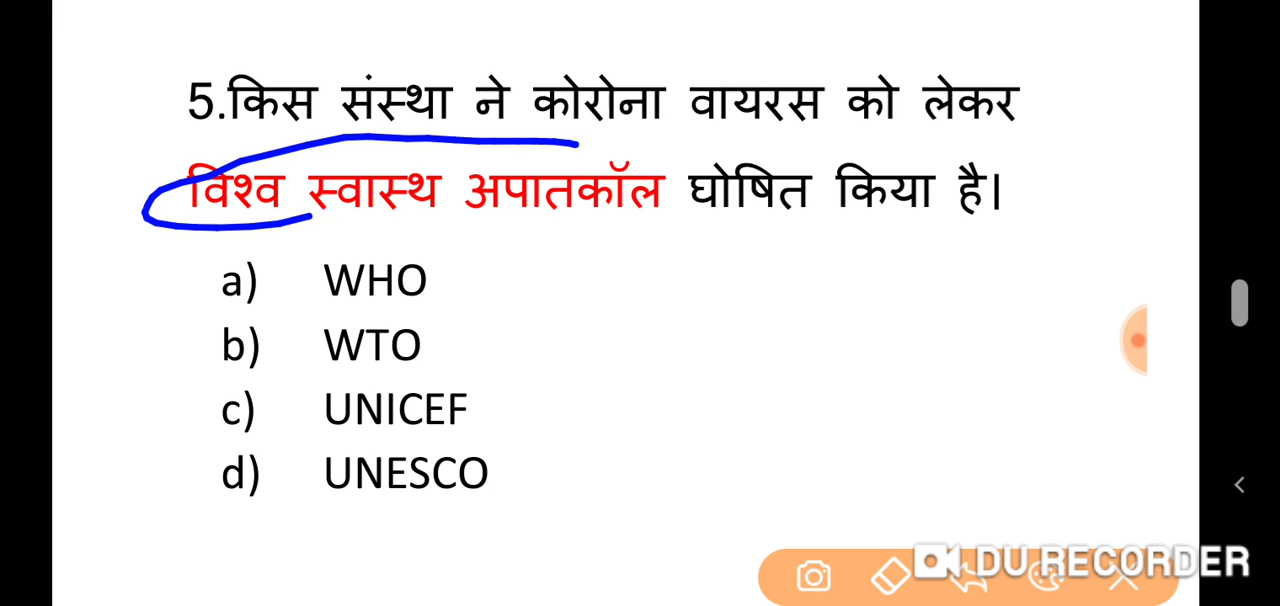 5.किस संस्था ने कोरोना वायरस को लेकर
विश्व स्वास्थ अपातकॉल घोषित किया है।
a) WHO
b) WTO
c) UNICEF
d) UNESCO
DU RECORDER